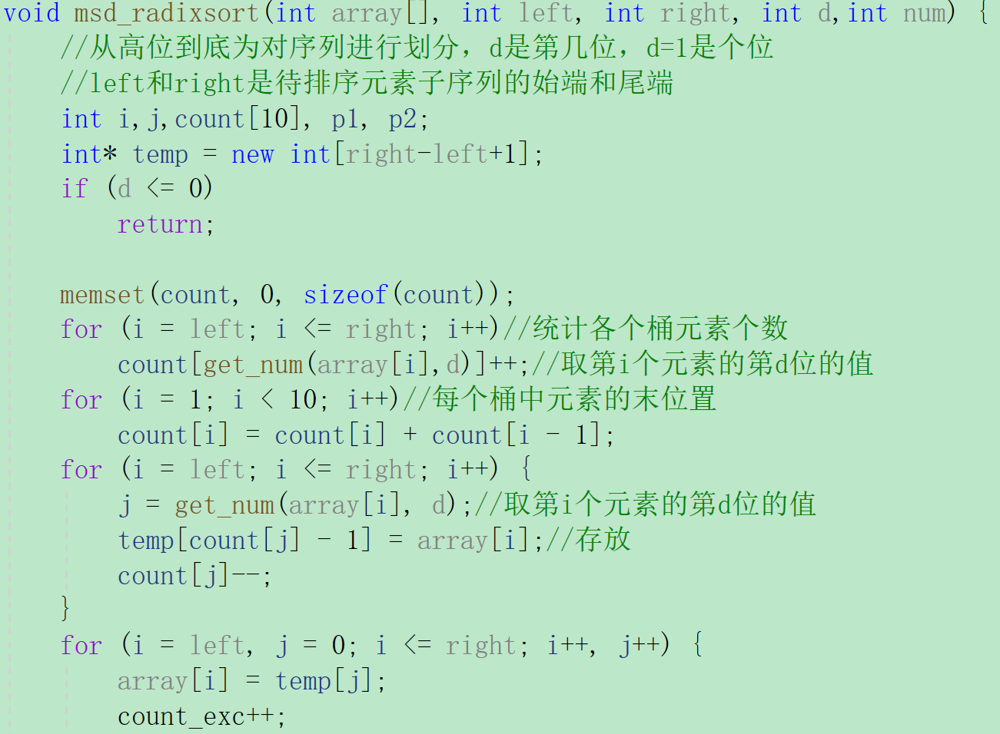 void msd_radixsort(int array[], int left, int right, int d,int num) {
//从高位到底为对序列进行划分，d是第几位，d=1是个位
//left和right是待排序元素子序列的始端和尾端
int i,j,count[10], p1, p2;
int* temp = new int[right-left+1];
if (d <= 0)
return;
memset(count, 0, sizeof(count));
for (i = left; i <= right; i++)//统计各个桶元素个数
count[get_num(array[i],d)]++;//取第i个元素的第d位的值
for (i = 1; i < 10; i++)//每个桶中元素的末位置
count[i] = count[i] + count[i - 1];
for (i = left; i <= right; i++) {
j = get_num(array[i], d);//取第i个元素的第d位的值
temp[count[j] - 1] = array[i];//存放
count[j]--;
}
for (i = left, j = 0; i <= right; i++, j++) {
array[i] = temp[j];
count_exc++;